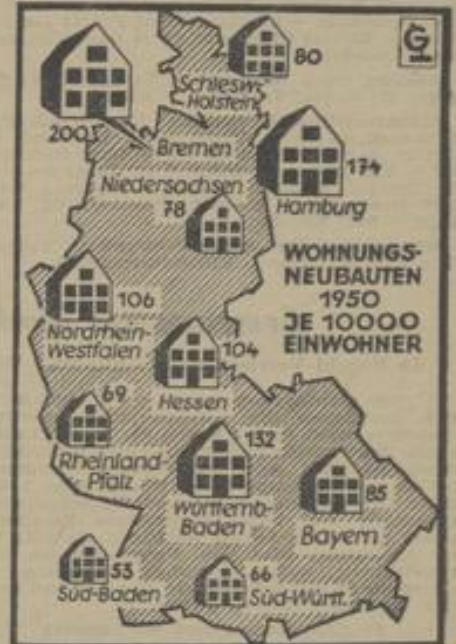 G
80
Schlesw.-
Holstein
200
Bremen
174
Hamburg
Niedersachsen
78
WOHNUNGS-
NEUBAUTEN
1950
JE 10000
EINWOHNER
106
Nordrhein-
Westfalen
104
Hessen
69
Rheinland-
Pfalz
132
Württemb-
Baden
85
Bayern
53
Süd-Baden
66
Süd-Württ.